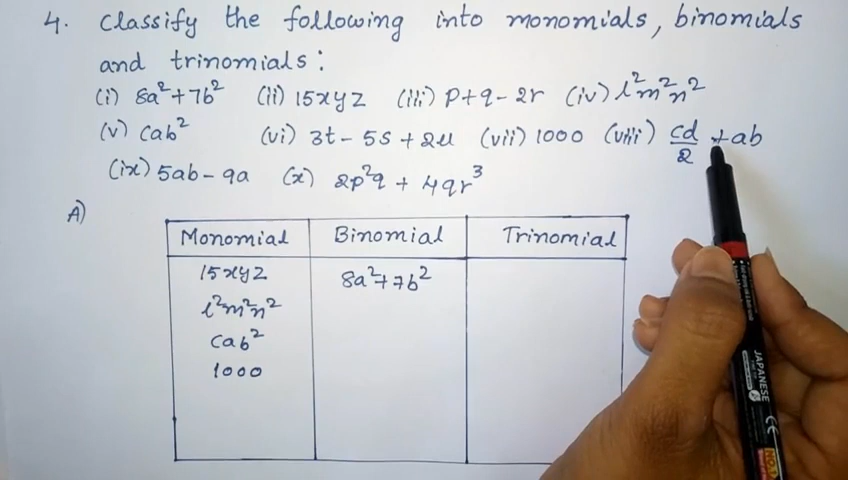 4. Classify the following into monomials, binomials
and trinomials:
(i) 8a²+7b² (ii) 15xyz (iii) p+q-2r (iv) l²m²n²
(v) cab² (vi) 3t-5s+2u (vii) 1000 (viii) cd/2 +ab
(ix) 5ab-9a (x) 2p²q + 4qr³
A)
Monomial Binomial Trinomial
15xyz 8a²+7b²
l²m²n²
cab²
1000
JAPANESE